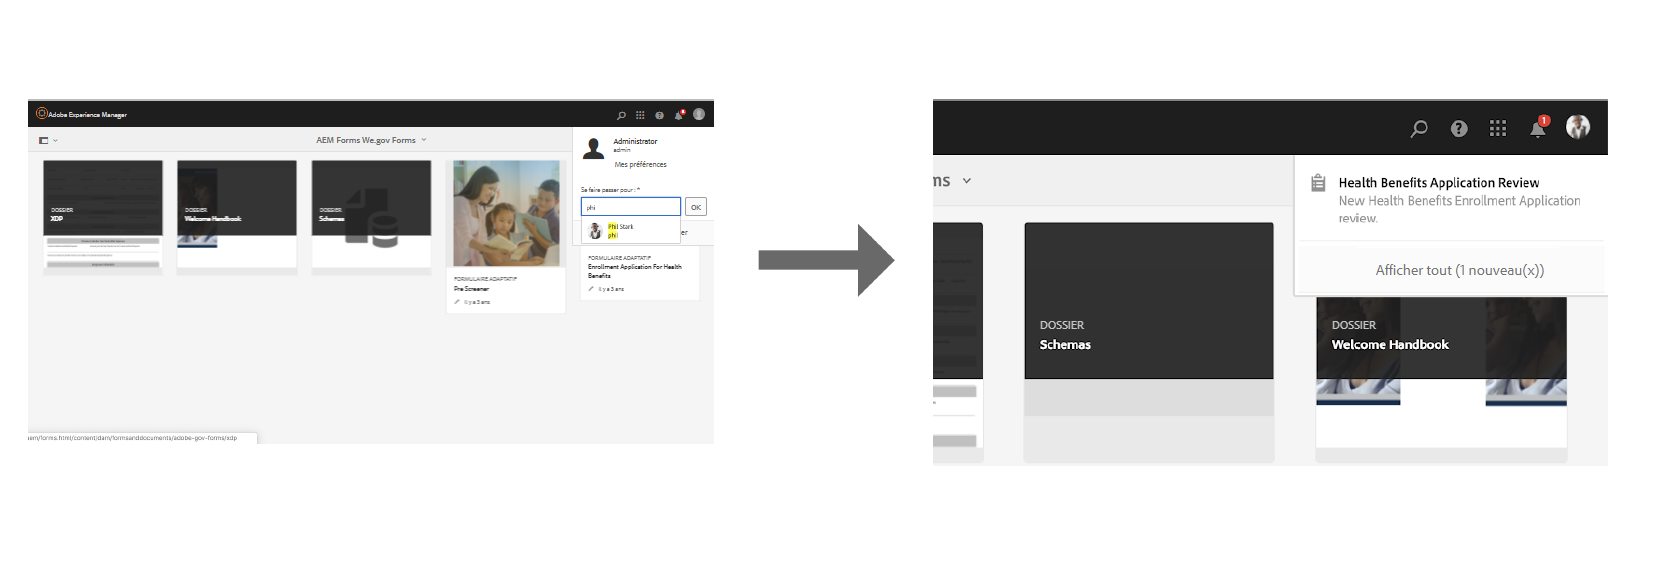 Adobe Experience Manager
AEM Forms We.gov Forms
Administrator
admin
Mes préférences
Se faire passer pour : *
phi
OK
Phil Stark
phil
er
DOSSIER
XDP
DOSSIER
Welcome Handbook
DOSSIER
Schemas
FORMULAIRE ADAPTATIF
Pre Screener
Il y a 3 ans
FORMULAIRE ADAPTATIF
Enrollment Application For Health
Benefits
Il y a 3 ans
aem/forms.html/content/dam/formsanddocuments/adobe-gov-forms/xdp
1
ms
Health Benefits Application Review
New Health Benefits Enrollment Application
review.
Afficher tout (1 nouveau(x))
DOSSIER
Schemas
DOSSIER
Welcome Handbook